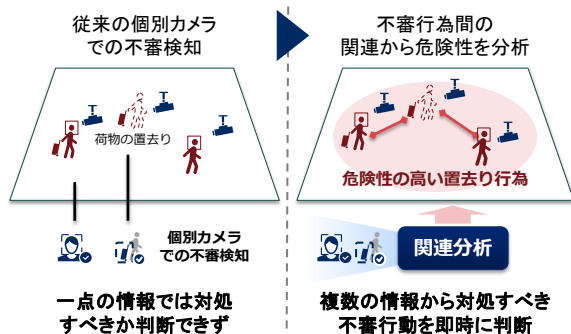 従来の個別カメラ
での不審検知
荷物の置去り
個別カメラ
での不審検知
一点の情報では対処
すべきか判断できず
不審行為間の
関連から危険性を分析
危険性の高い置去り行為
関連分析
複数の情報から対処すべき
不審行動を即時に判断